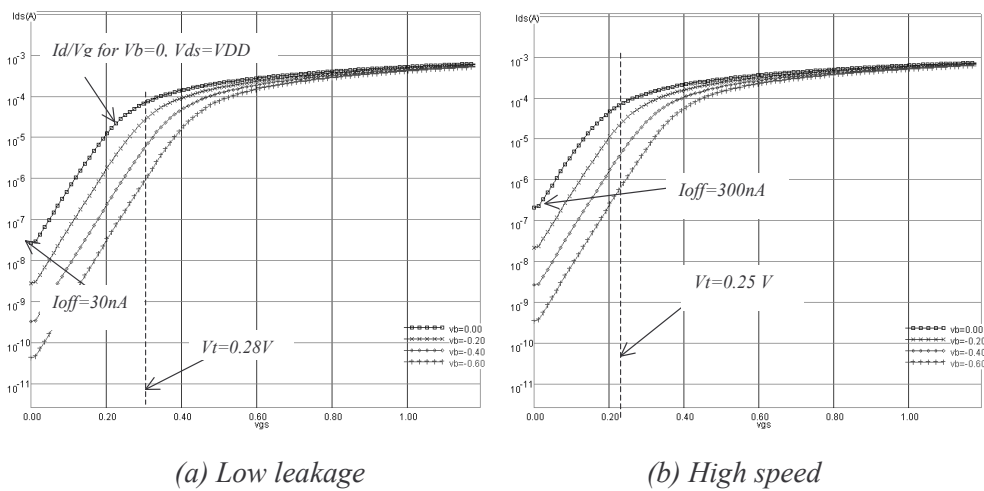 Ids(A)
Id/Vg for Vb=0, Vds=VDD
10-3
10-4
10-5
10-6
10-7
10-8
10-9
10-10
10-11
Ioff=30nA
Vt=0.28V
vb=0.00
vb=-0.20
vb=-0.40
vb=-0.60
0.00 0.20 0.40 0.60 0.80 1.00
vgs
(a) Low leakage
Ids(A)
10-3
10-4
10-5
10-6
10-7
10-8
10-9
10-10
10-11
Ioff=300nA
Vt=0.25 V
vb=0.00
vb=-0.20
vb=-0.40
vb=-0.60
0.00 0.20 0.40 0.60 0.80 1.00
vgs
(b) High speed